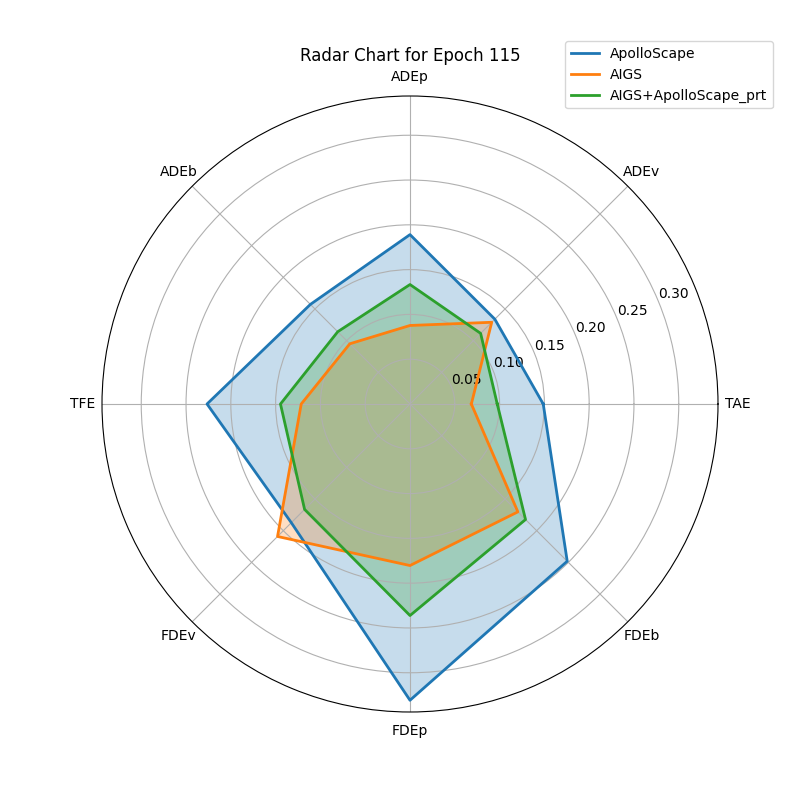 Radar Chart for Epoch 115
ApolloScape
AIGS
AIGS+ApolloScape_prt
ADEp
ADEb
ADEv
0.30
0.25
0.20
0.15
0.10
0.05
TFE
TAE
FDEv
FDEb
FDEp